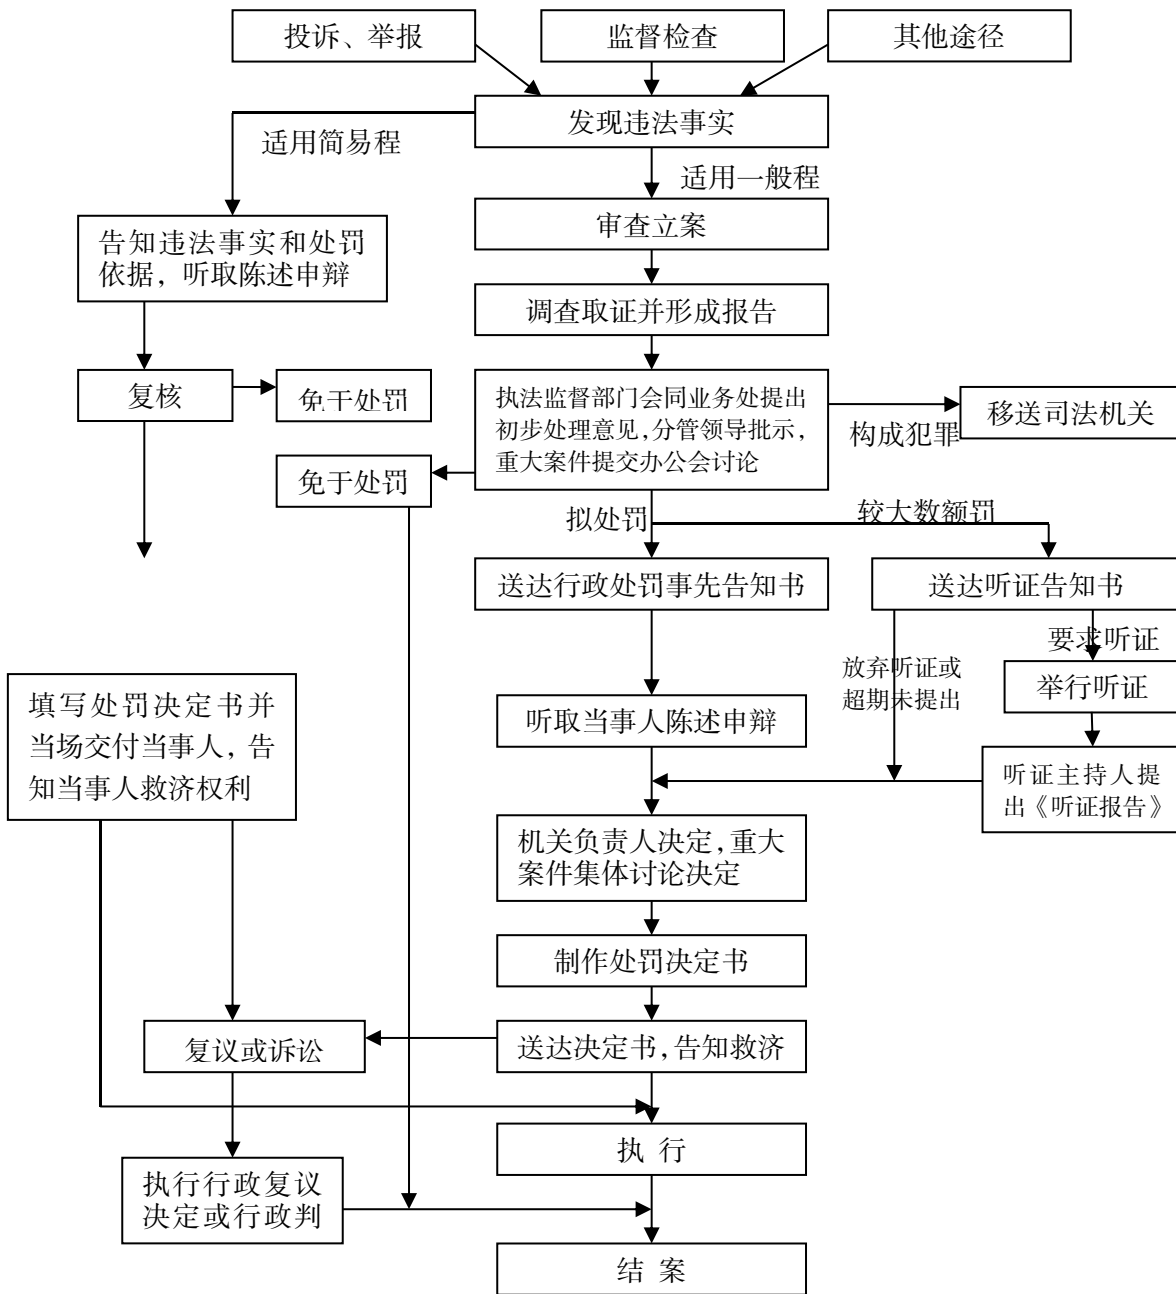 投诉、举报
监督检查
其他途径
发现违法事实
适用简易程
适用一般程
审查立案
告知违法事实和处罚
依据，听取陈述申辩
调查取证并形成报告
复核
免于处罚
执法监督部门会同业务处提出
初步处理意见，分管领导批示，
重大案件提交办公会讨论
移送司法机关
构成犯罪
免于处罚
拟处罚
较大数额罚
送达行政处罚事先告知书
送达听证告知书
要求听证
放弃听证或
超期未提出
举行听证
填写处罚决定书并
当场交付当事人，告
知当事人救济权利
听取当事人陈述申辩
听证主持人提
出《听证报告》
机关负责人决定，重大
案件集体讨论决定
制作处罚决定书
复议或诉讼
送达决定书，告知救济
执 行
执行行政复议
决定或行政判
结 案